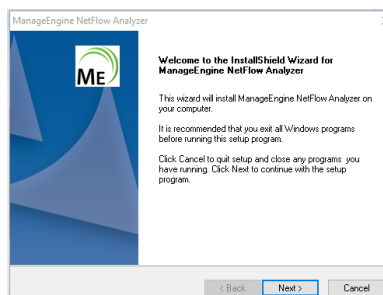 ManageEngine NetFlow Analyzer
ME
Welcome to the InstallShield Wizard for
ManageEngine NetFlow Analyzer
This wizard will install ManageEngine NetFlow Analyzer on
your computer.
It is recommended that you exit all Windows programs
before running this setup program.
Click Cancel to quit setup and close any programs you
have running. Click Next to continue with the setup
program.
< Back
Next >
Cancel